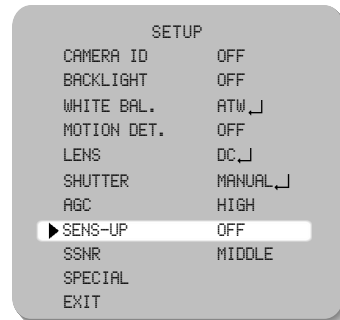 SETUP
CAMERA ID OFF
BACKLIGHT OFF
WHITE BAL. ATW↵
MOTION DET. OFF
LENS DC↵
SHUTTER MANUAL↵
AGC HIGH
▶SENS-UP OFF
SSNR MIDDLE
SPECIAL
EXIT